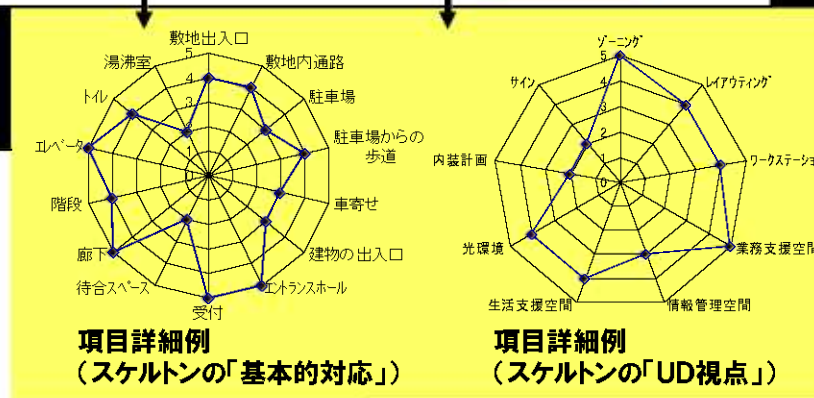 敷地出入口
敷地内通路
駐車場
駐車場からの
歩道
車寄せ
建物の出入口
エントランスホール
受付
待合スペース
廊下
階段
エレベータ
トイレ
湯沸室
5
4
3
2
1
0
項目詳細例
（スケルトンの「基本的対応」）
ゾーニング
レイアウティング
ワークステーション
業務支援空間
情報管理空間
生活支援空間
光環境
内装計画
サイン
5
4
3
2
1
0
項目詳細例
（スケルトンの「UD視点」）